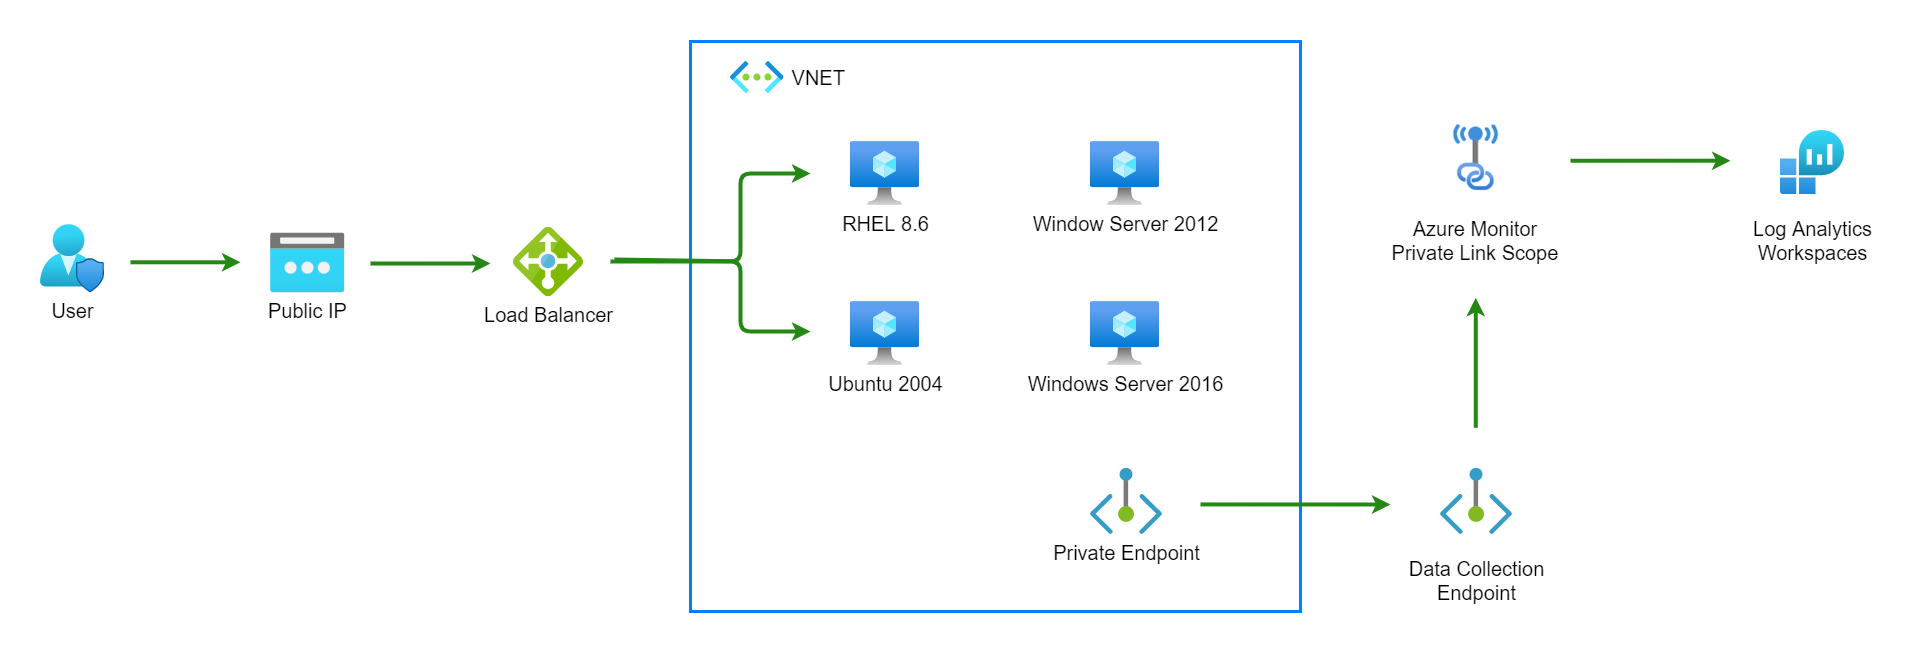 VNET
RHEL 8.6
Window Server 2012
Azure Monitor
Private Link Scope
Log Analytics
Workspaces
User
Public IP
Load Balancer
Ubuntu 2004
Windows Server 2016
Private Endpoint
Data Collection
Endpoint